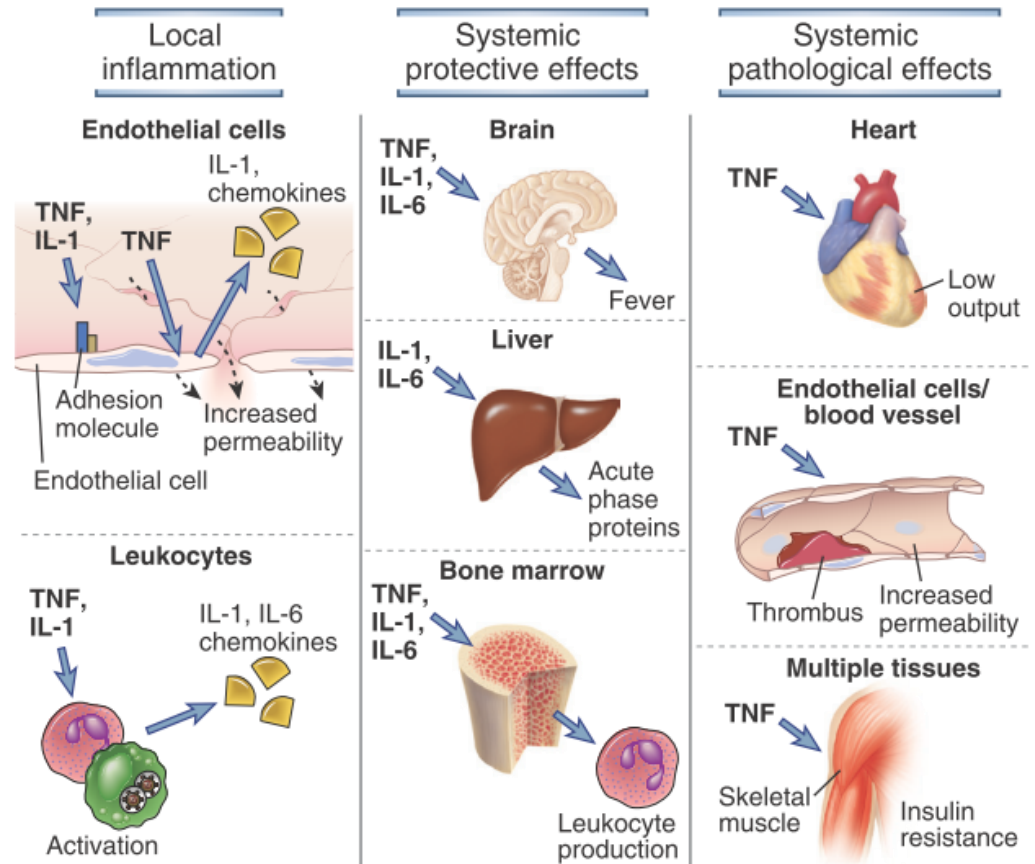 Local
inflammation
Endothelial cells
IL-1,
chemokines
TNF,
IL-1
TNF
Adhesion
molecule
Increased
permeability
Endothelial cell
Leukocytes
TNF,
IL-1
IL-1, IL-6
chemokines
Activation
Systemic
protective effects
Brain
TNF,
IL-1,
IL-6
Fever
Liver
IL-1,
IL-6
Acute
phase
proteins
Bone marrow
TNF,
IL-1,
IL-6
Leukocyte
production
Systemic
pathological effects
Heart
TNF
Low
output
Endothelial cells/
blood vessel
TNF
Thrombus
Increased
permeability
Multiple tissues
TNF
Skeletal
muscle
Insulin
resistance